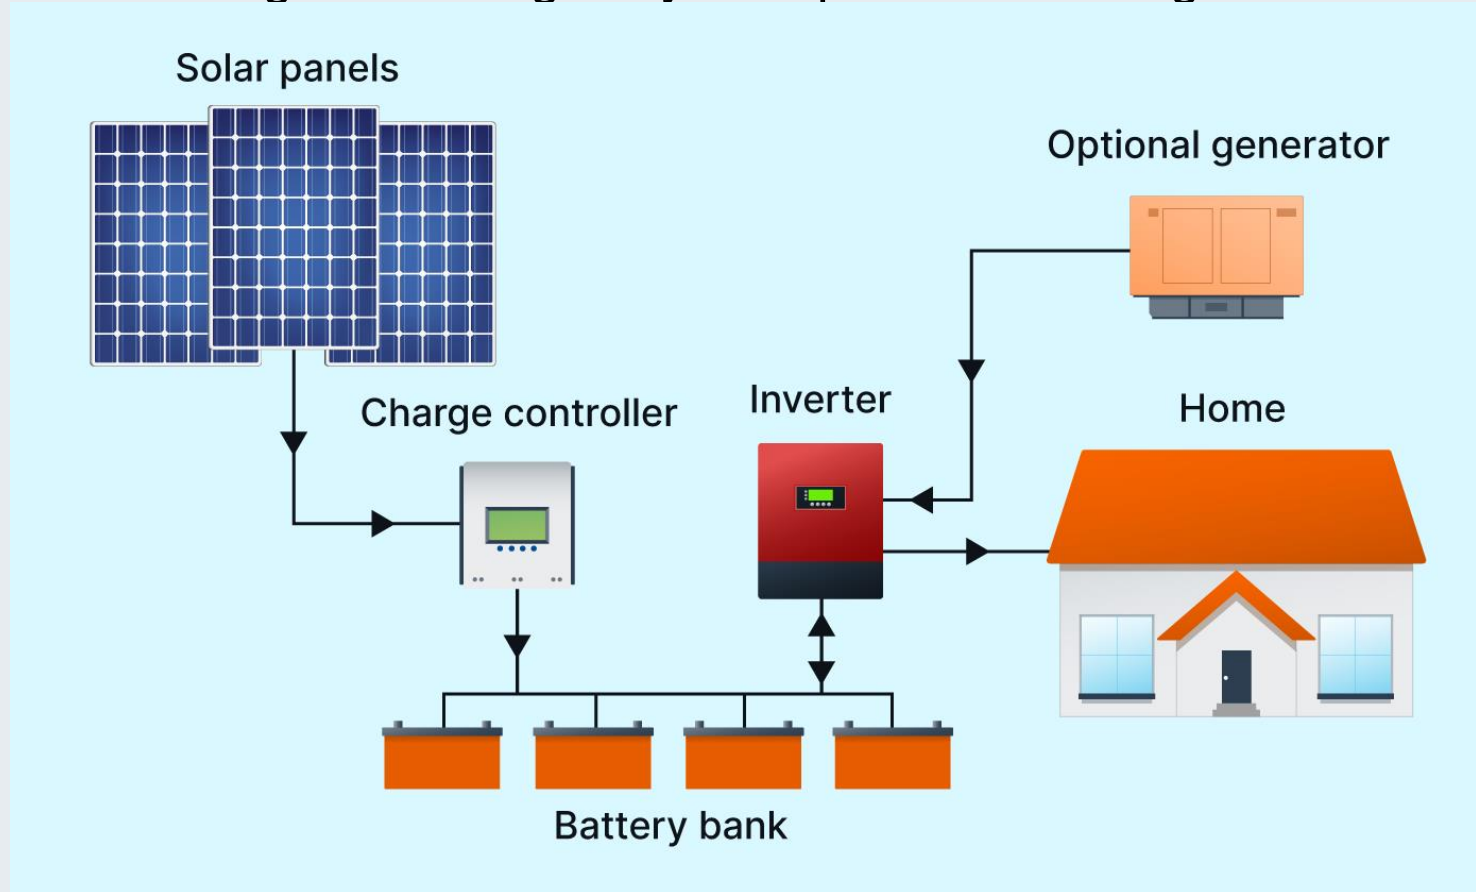 Solar panels
Optional generator
Charge controller
Inverter
Home
Battery bank